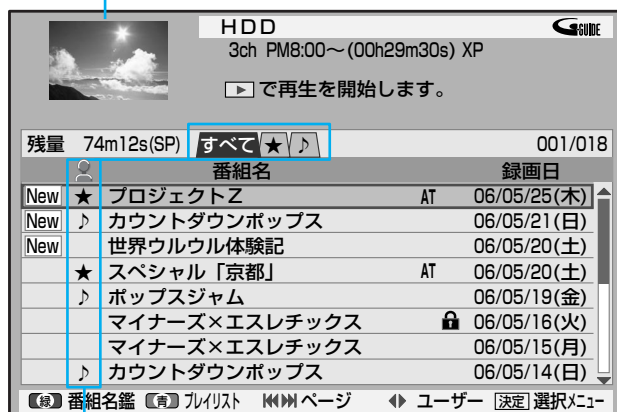 HDD
GGUIDE
3ch PM8:00～(00h29m30s) XP
で再生を開始します。
残量 74m12s(SP) すべて ★ ♪ 001/018
番組名 録画日
New ★ プロジェクトZ AT 06/05/25(木)
New ♪ カウントダウンポップス 06/05/21(日)
New 世界ウルウル体験記 06/05/20(土)
★ スペシャル「京都」 AT 06/05/20(土)
♪ ポップスジャム 06/05/19(金)
マイナーズ×エスレチックス 06/05/16(火)
マイナーズ×エスレチックス 06/05/15(月)
♪ カウントダウンポップス 06/05/14(日)
緑 番組名鑑 青 プレイリスト ページ ユーザー 決定 選択メニュー